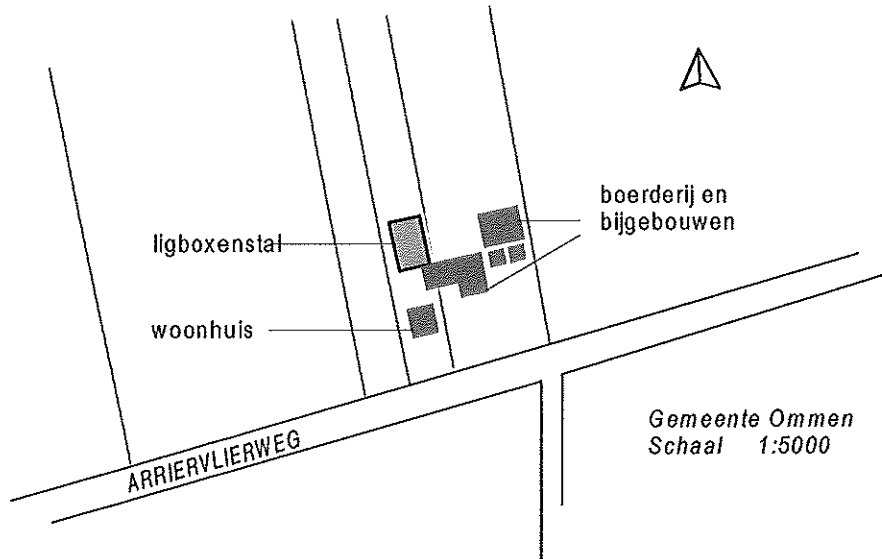 boerderij en
bijgebouwen
ligboxenstal
woonhuis
ARRIERVLIERWEG
Gemeente Ommen
Schaal 1:5000